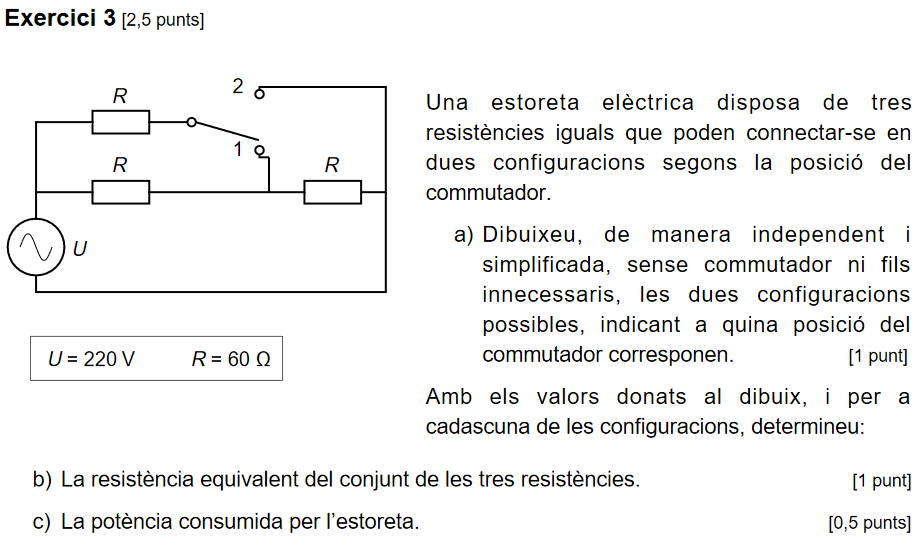 Exercici 3 [2,5 punts]
R
2
1
R
R
U
U = 220 V R = 60 Ω
Una estoreta elèctrica disposa de tres
resistències iguals que poden connectar-se en
dues configuracions segons la posició del
commutador.
a) Dibuixeu, de manera independent i
simplificada, sense commutador ni fils
innecessaris, les dues configuracions
possibles, indicant a quina posició del
commutador corresponen. [1 punt]
Amb els valors donats al dibuix, i per a
cadascuna de les configuracions, determineu:
b) La resistència equivalent del conjunt de les tres resistències. [1 punt]
c) La potència consumida per l’estoreta. [0,5 punts]